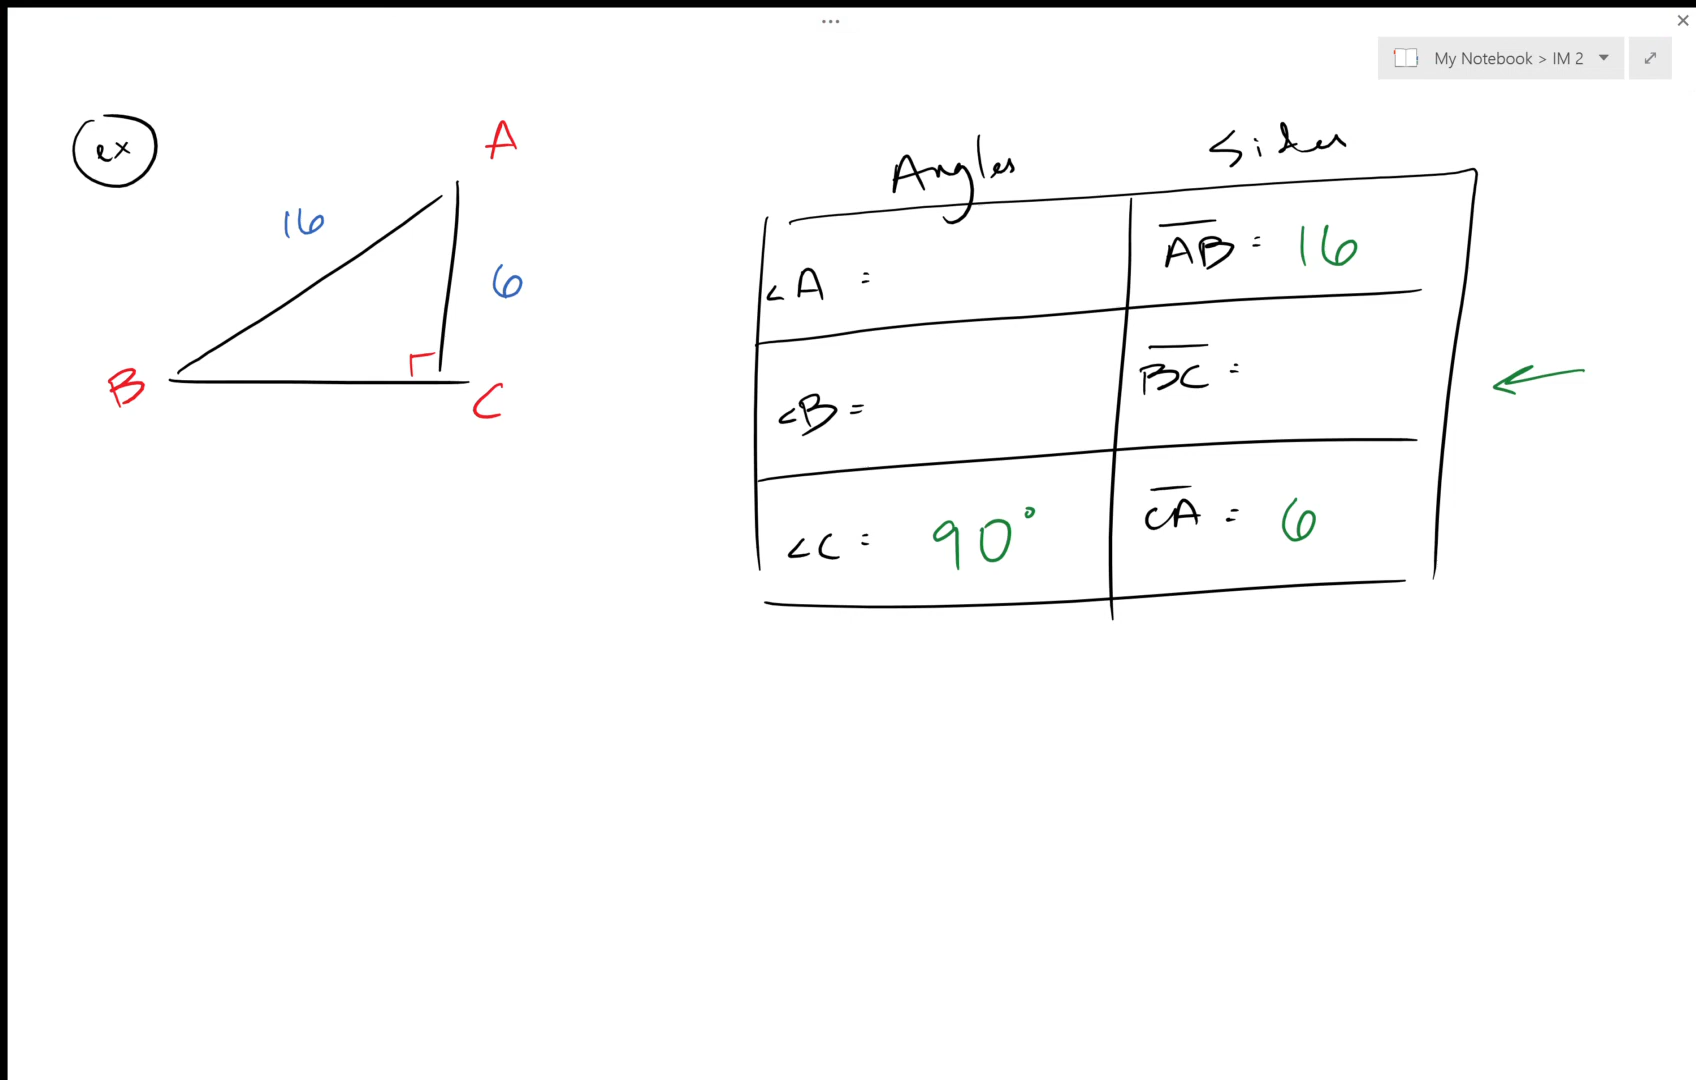 ...
My Notebook > IM 2
ex
A
16
6
B
C
Angles
Sides
<A =
AB = 16
<B =
BC =
<C = 90°
CA = 6